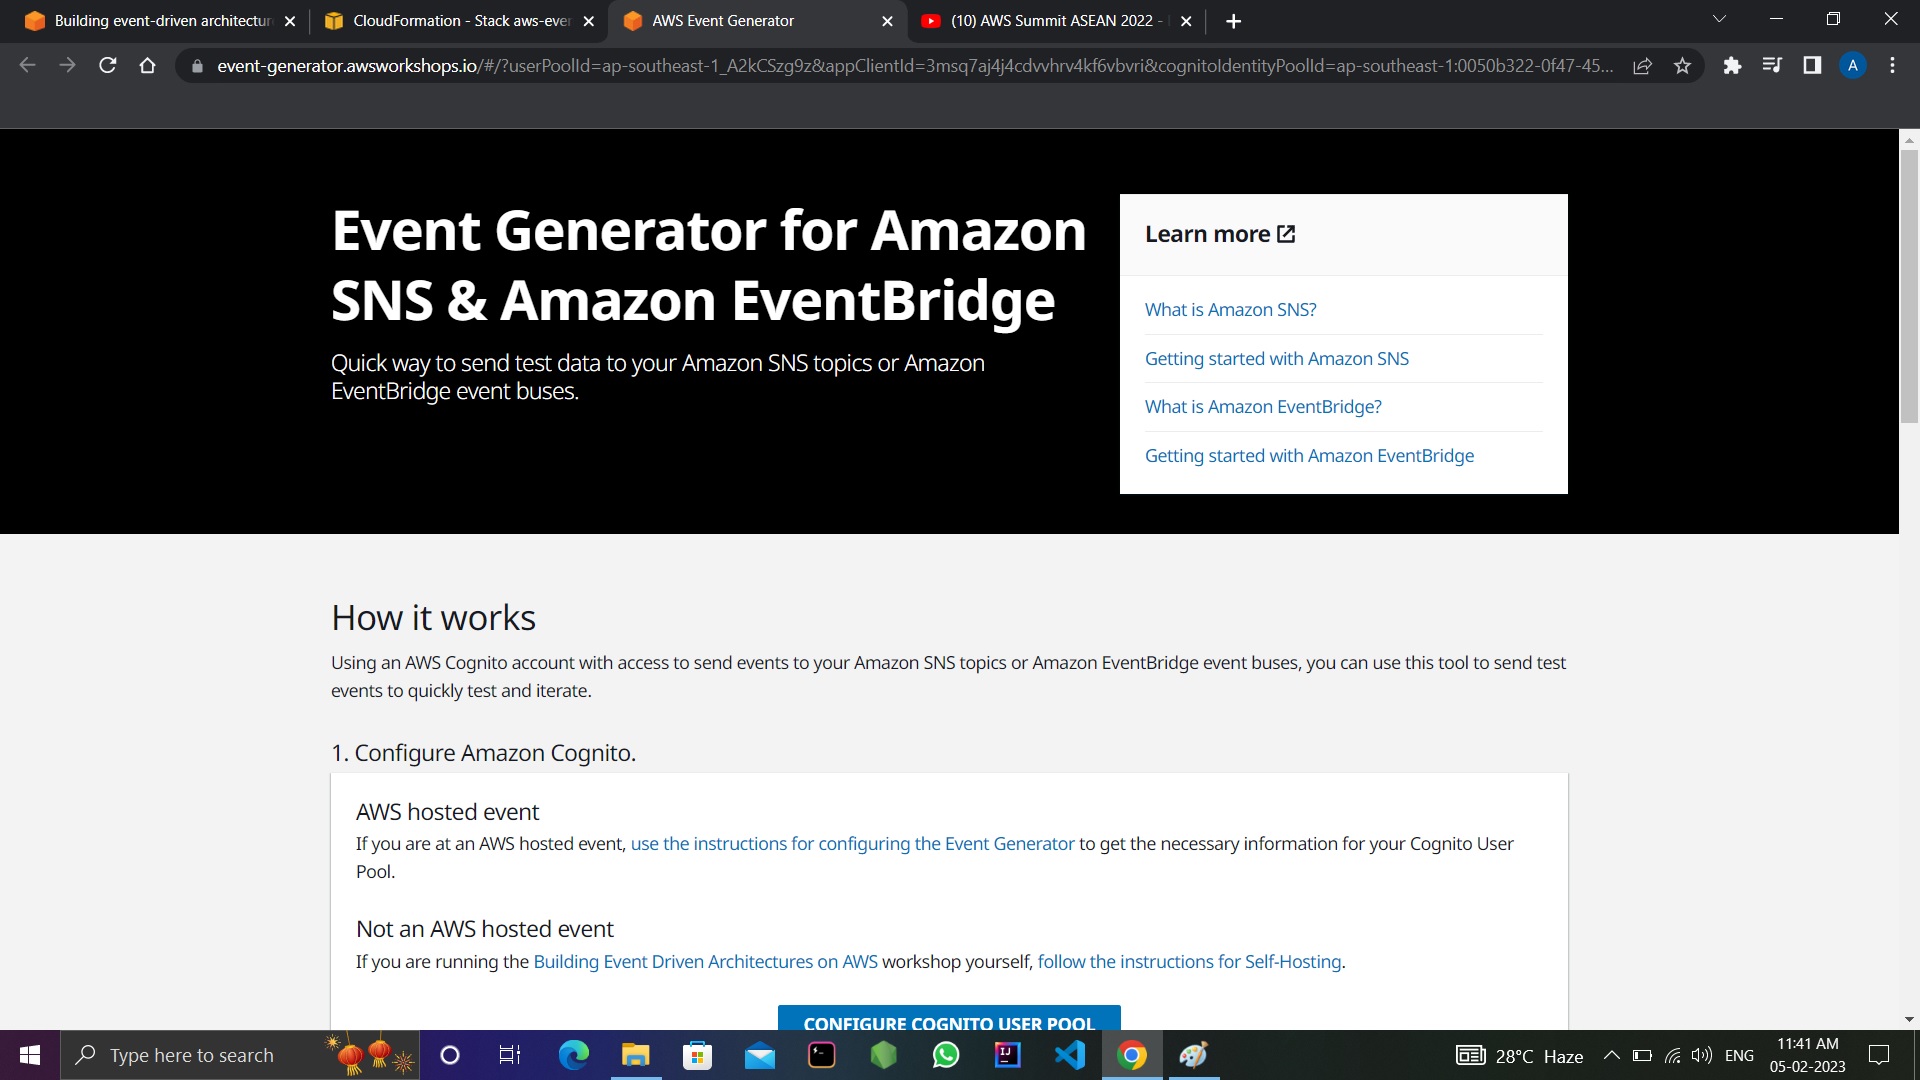 Building event-driven architectur
CloudFormation - Stack aws-ever
AWS Event Generator
(10) AWS Summit ASEAN 2022 -
event-generator.awsworkshops.io/#/?userPoolId=ap-southeast-1_A2kCSzg9z&appClientId=3msq7aj4j4cdvvhrv4kf6vbvri&cognitoIdentityPoolId=ap-southeast-1:0050b322-0f47-45...
A
Event Generator for Amazon
SNS & Amazon EventBridge
Quick way to send test data to your Amazon SNS topics or Amazon
EventBridge event buses.
Learn more
What is Amazon SNS?
Getting started with Amazon SNS
What is Amazon EventBridge?
Getting started with Amazon EventBridge
How it works
Using an AWS Cognito account with access to send events to your Amazon SNS topics or Amazon EventBridge event buses, you can use this tool to send test
events to quickly test and iterate.
1. Configure Amazon Cognito.
AWS hosted event
If you are at an AWS hosted event, use the instructions for configuring the Event Generator to get the necessary information for your Cognito User
Pool.
Not an AWS hosted event
If you are running the Building Event Driven Architectures on AWS workshop yourself, follow the instructions for Self-Hosting.
CONFIGURE COGNITO USER POOL
Type here to search
28°C Haze
ENG
11:41 AM
05-02-2023